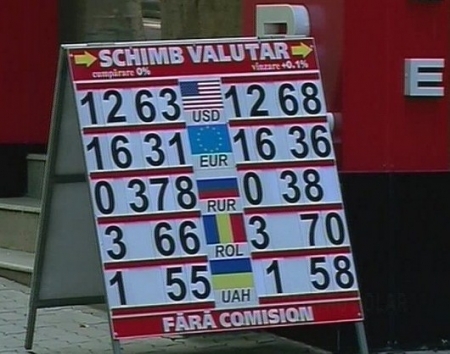 SCHIMB VALUTAR
cumpărare 0% vînzare +0.1%
12 63 USD 12 68
16 31 EUR 16 36
0 378 RUR 0 38
3 66 ROL 3 70
1 55 UAH 1 58
FĂRĂ COMISION
E